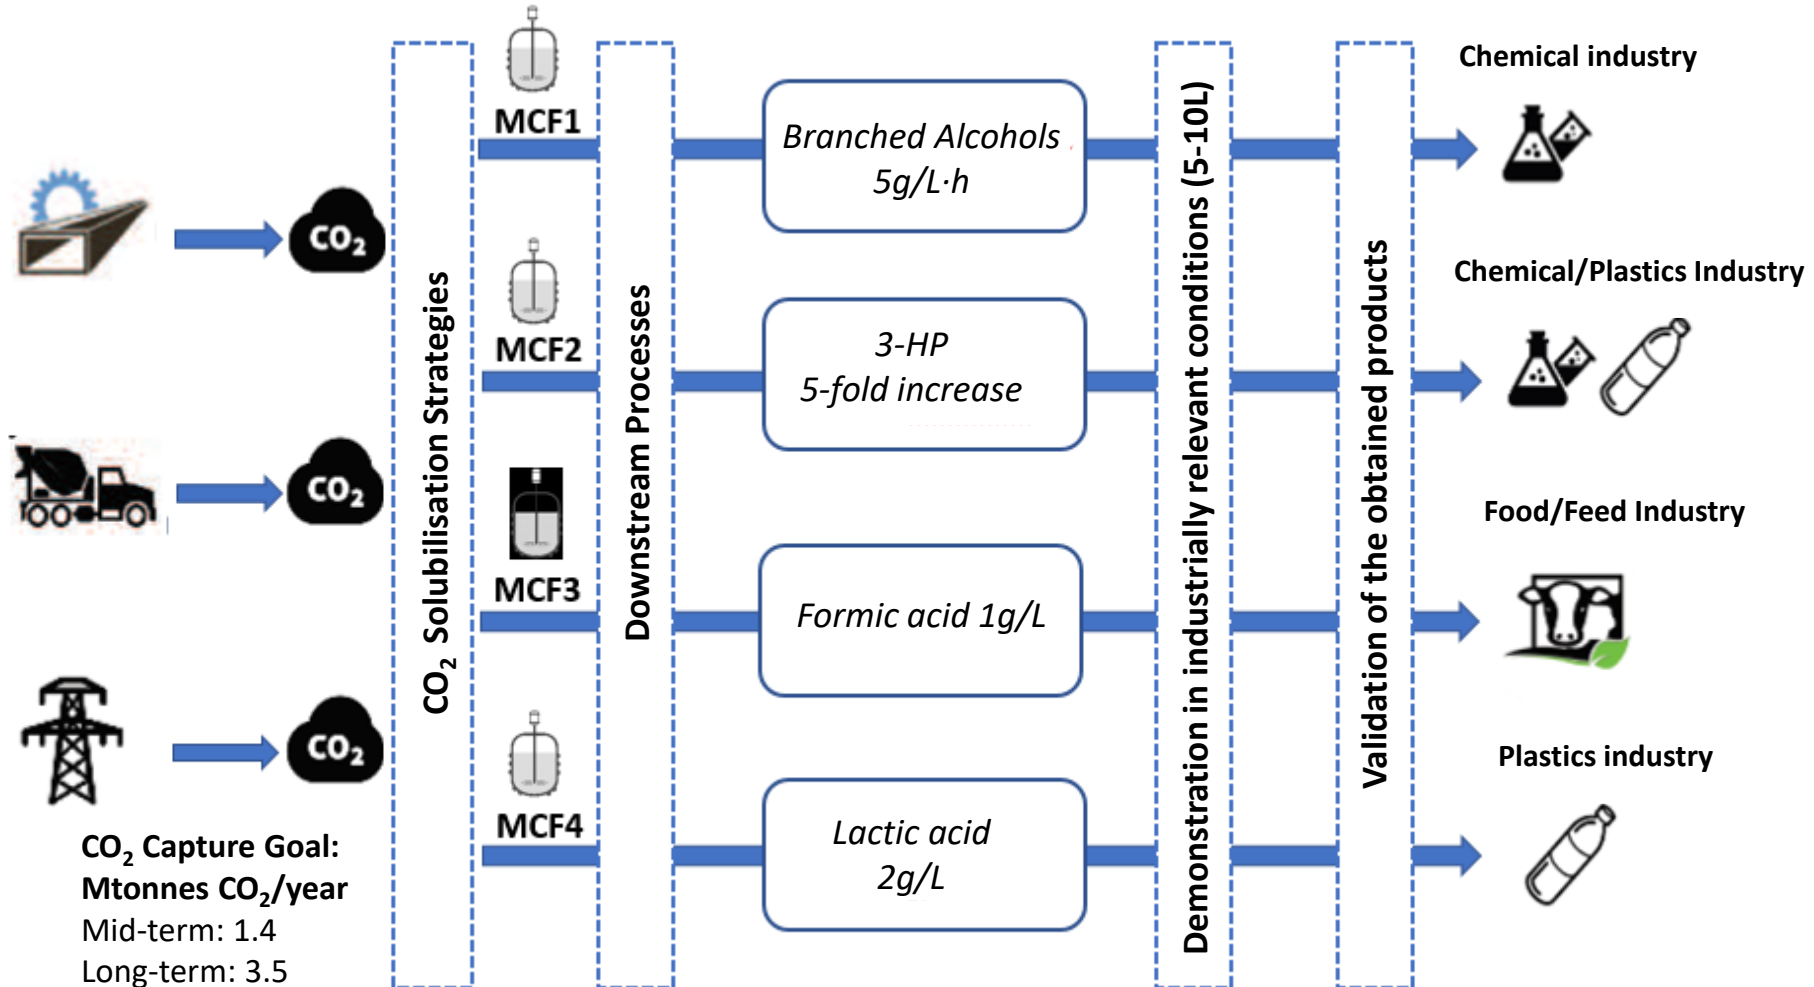 CO₂
CO₂
CO₂
CO₂ Capture Goal:
Mtonnes CO₂/year
Mid-term: 1.4
Long-term: 3.5
CO₂ Solubilisation Strategies
MCF1
MCF2
MCF3
MCF4
Downstream Processes
Branched Alcohols
5g/L·h
3-HP
5-fold increase
Formic acid 1g/L
Lactic acid
2g/L
Demonstration in industrially relevant conditions (5-10L)
Validation of the obtained products
Chemical industry
Chemical/Plastics Industry
Food/Feed Industry
Plastics industry